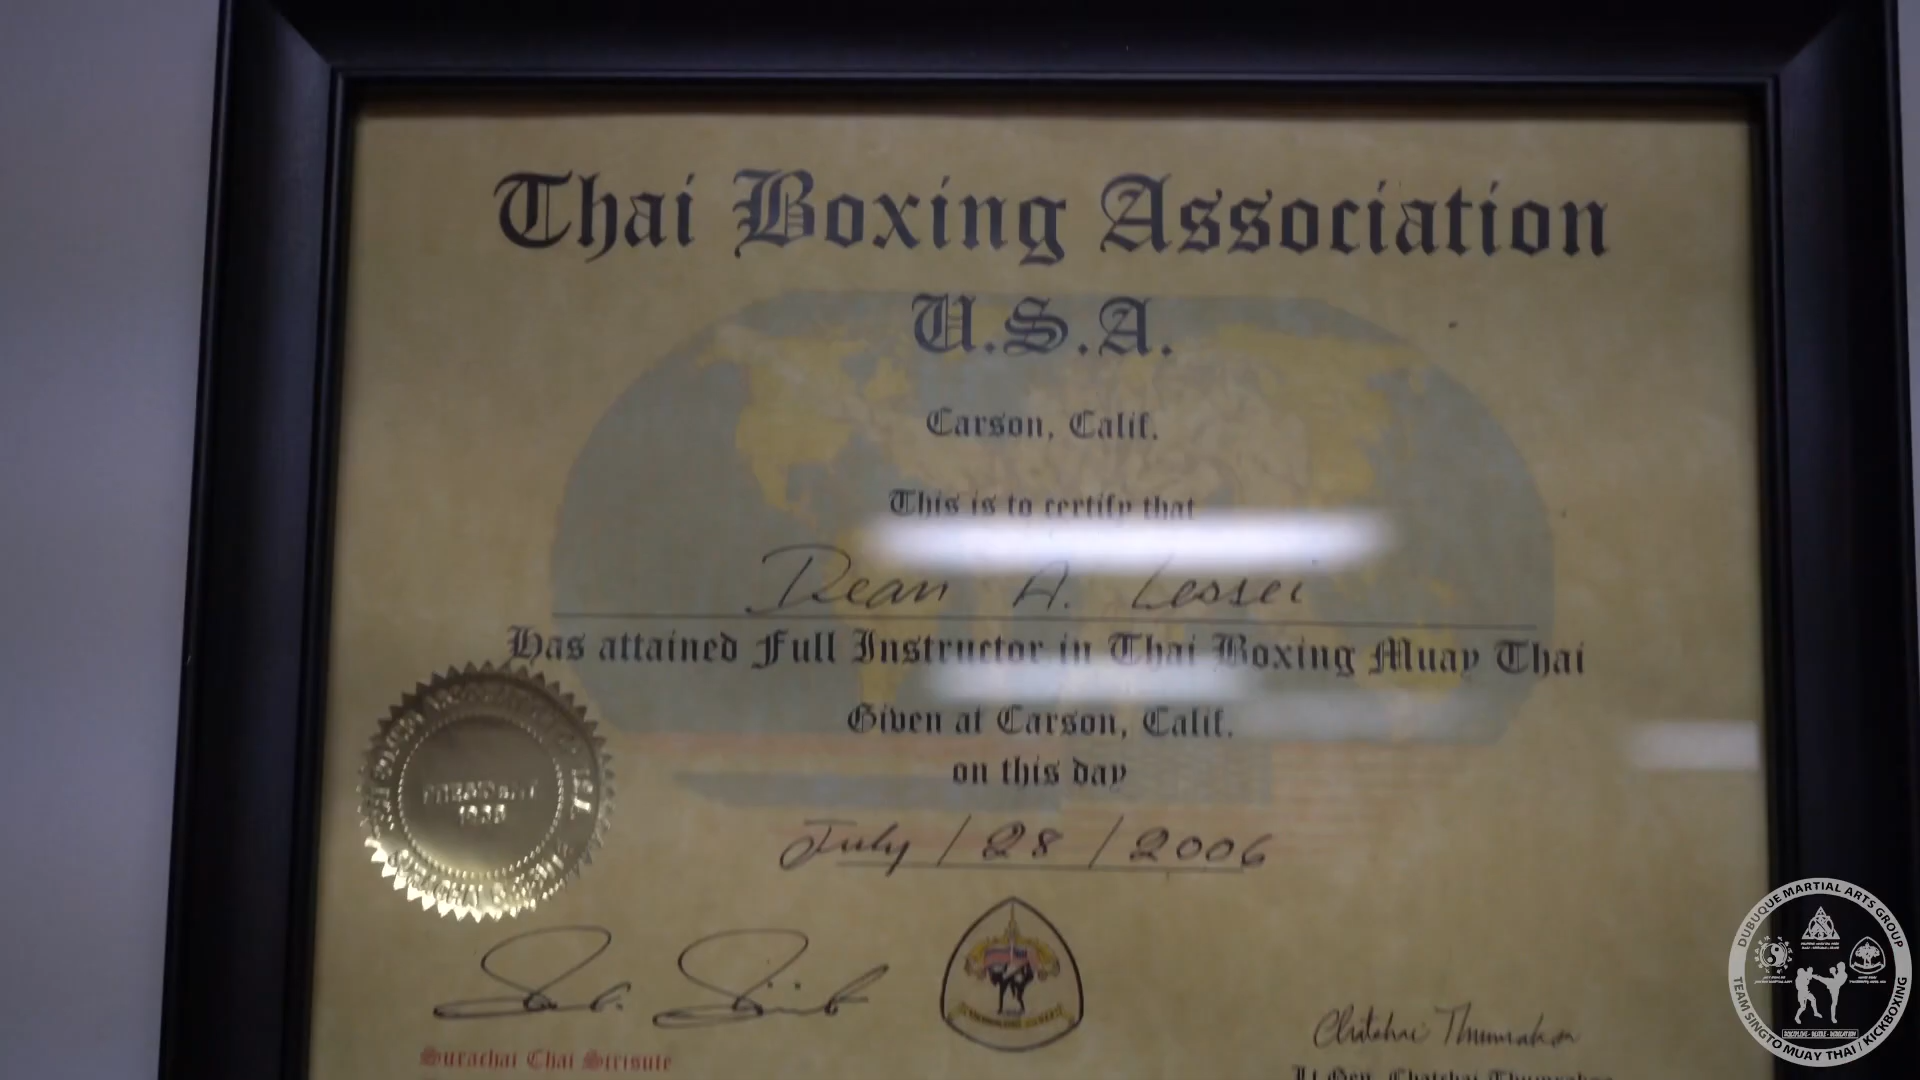 Thai Boxing Association
U.S.A.
Carson, Calif.
This is to certify that
Dean A. Lessei
Has attained Full Instructor in Thai Boxing Muay Thai
Given at Carson, Calif.
on this day
July / 28 / 2006
PRESIDENT
Surachai Chai Sirisute
Chatchai Thumraksa
DUBUQUE MARTIAL ARTS GROUP
TEAM SINGTO MUAY THAI / KICKBOXING